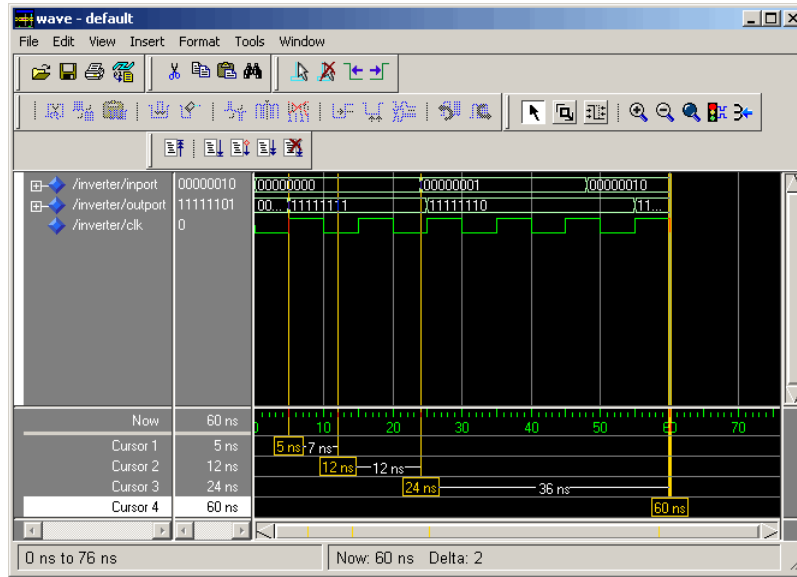 wave - default
File Edit View Insert Format Tools Window
/inverter/inport 00000010 00000000 00000001 00000010
/inverter/outport 11111101 00... 11111111 11111110 11...
/inverter/clk 0
Now 60 ns 0 10 20 30 40 50 60 70
Cursor 1 5 ns 5 ns 7 ns
Cursor 2 12 ns 12 ns 12 ns
Cursor 3 24 ns 24 ns 36 ns
Cursor 4 60 ns 60 ns
0 ns to 76 ns Now: 60 ns Delta: 2